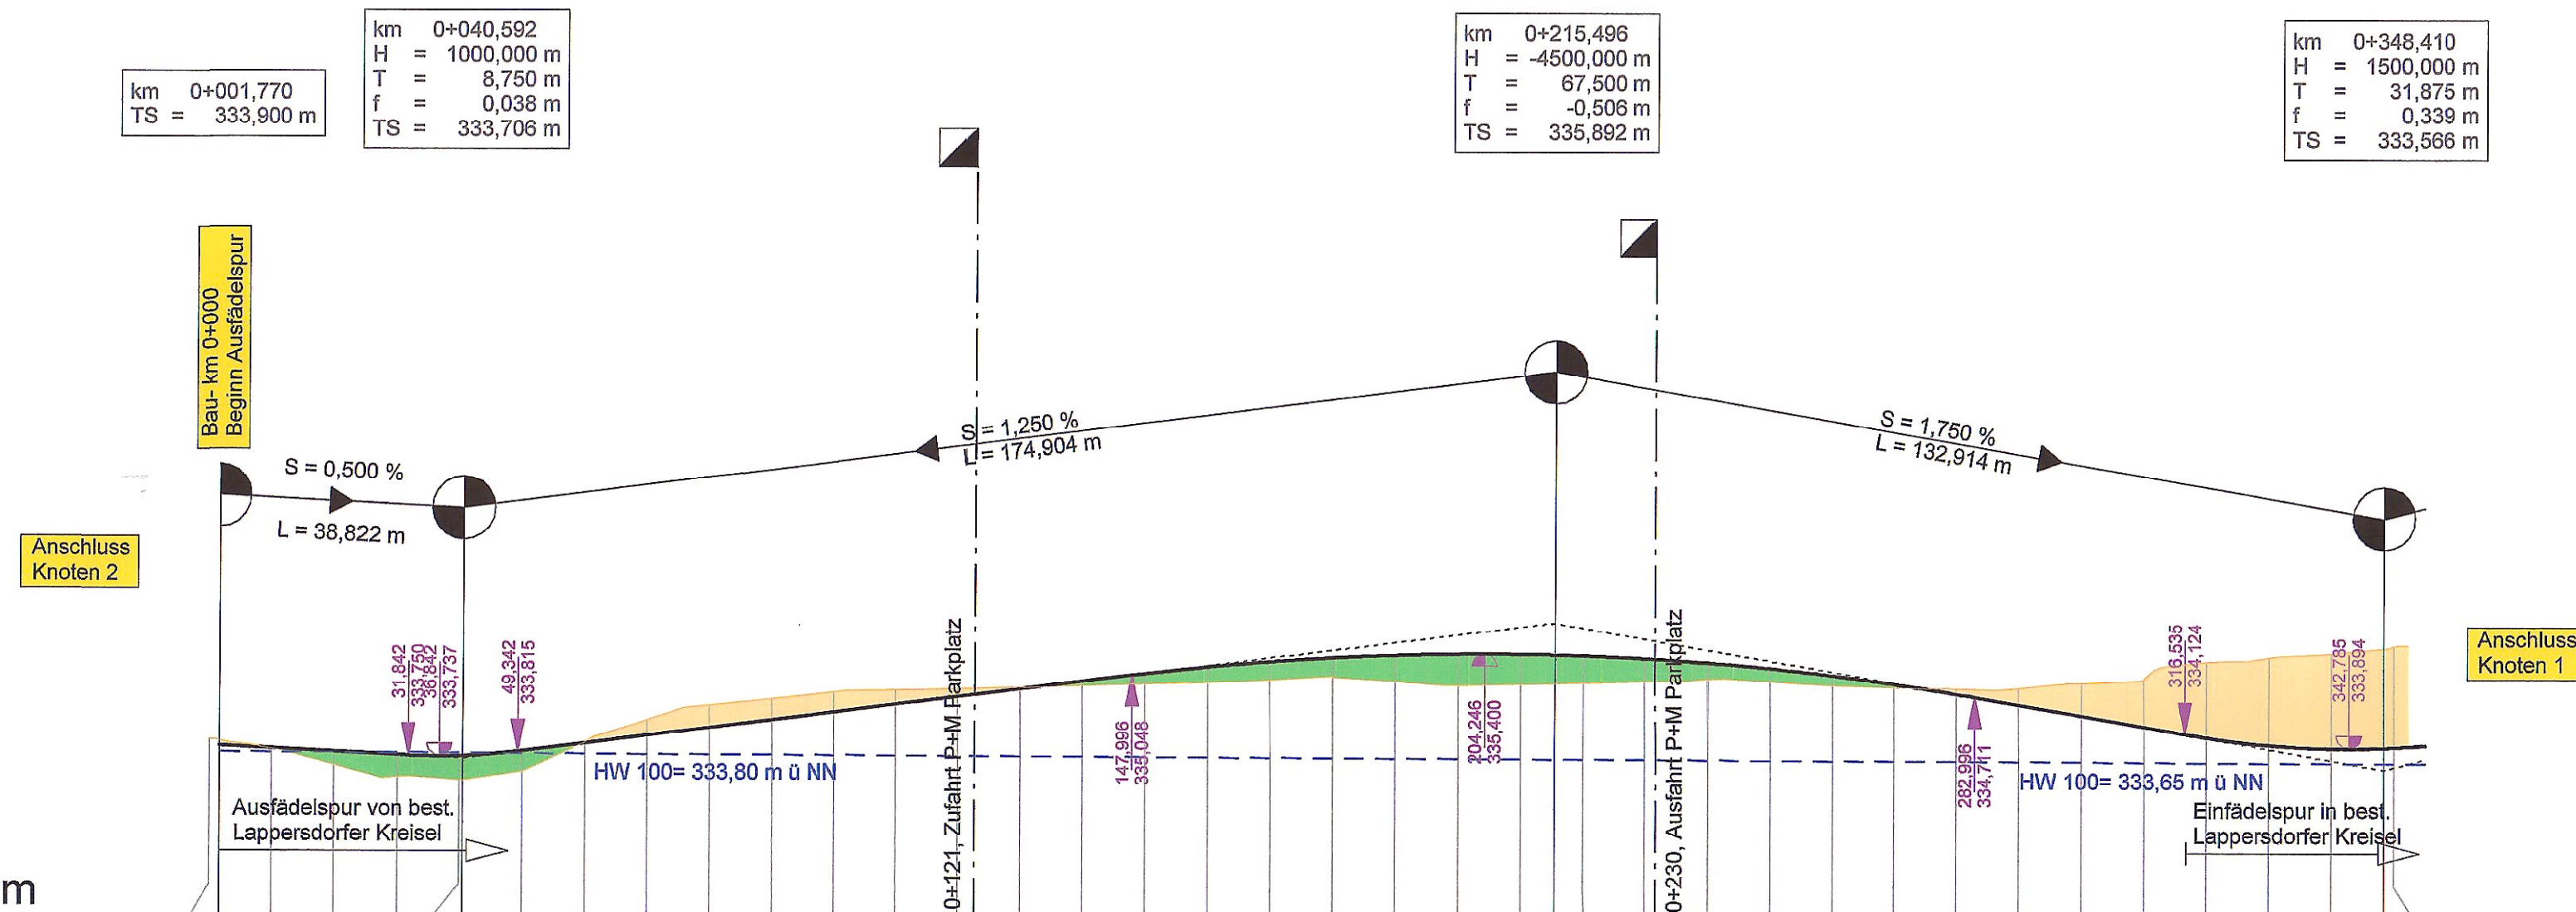 km 0+001,770
TS = 333,900 m
km 0+040,592
H = 1000,000 m
T = 8,750 m
f = 0,038 m
TS = 333,706 m
km 0+215,496
H = -4500,000 m
T = 67,500 m
f = -0,506 m
TS = 335,892 m
km 0+348,410
H = 1500,000 m
T = 31,875 m
f = 0,339 m
TS = 333,566 m
Bau- km 0+000
Beginn Ausfädelspur
S = 0,500 %
L = 38,822 m
S = 1,250 %
L = 174,904 m
S = 1,750 %
L = 132,914 m
Anschluss
Knoten 2
Anschluss
Knoten 1
31,842
333,750
36,842
333,737
49,342
333,815
147,996
335,048
204,246
335,400
282,996
334,711
316,535
334,124
342,785
333,894
0+121, Zufahrt P+M Parkplatz
0+230, Ausfahrt P+M Parkplatz
HW 100= 333,80 m ü NN
HW 100= 333,65 m ü NN
Ausfädelspur von best.
Lappersdorfer Kreisel
Einfädelspur in best.
Lappersdorfer Kreisel
m